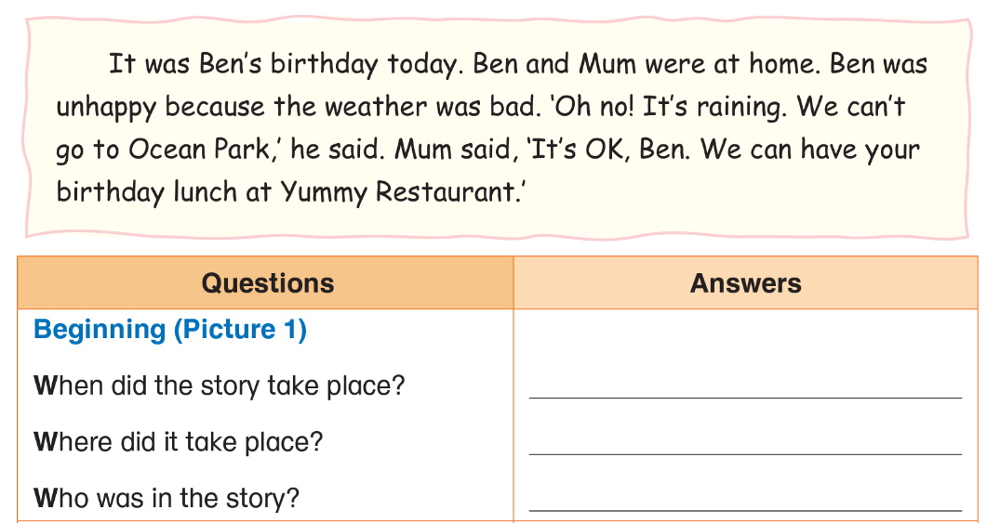 It was Ben's birthday today. Ben and Mum were at home. Ben was
unhappy because the weather was bad. ‘Oh no! It's raining. We can't
go to Ocean Park,’ he said. Mum said, ‘It's OK, Ben. We can have your
birthday lunch at Yummy Restaurant.’
Questions
Answers
Beginning (Picture 1)
When did the story take place?
Where did it take place?
Who was in the story?